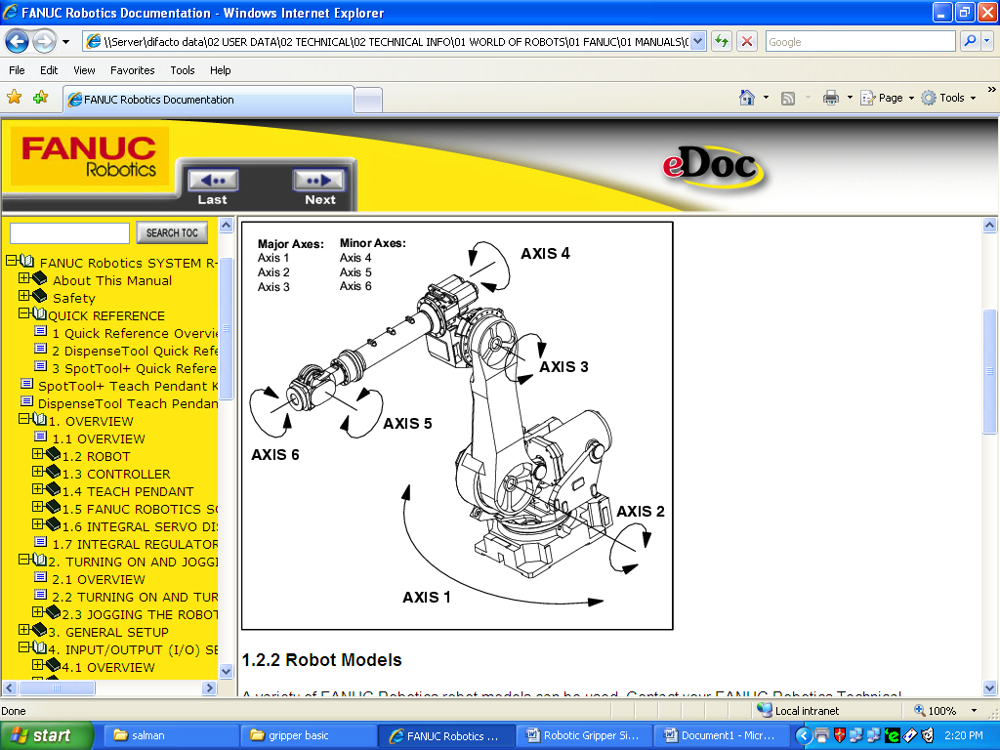 FANUC Robotics Documentation - Windows Internet Explorer
\\Server\difacto data\02 USER DATA\02 TECHNICAL\02 TECHNICAL INFO\01 WORLD OF ROBOTS\01 FANUC\01 MANUALS\
Google
File Edit View Favorites Tools Help
FANUC Robotics Documentation
Page Tools
FANUC
Robotics
Last Next
eDoc
SEARCH TOC
FANUC Robotics SYSTEM R-
About This Manual
Safety
QUICK REFERENCE
1 Quick Reference Overvi
2 DispenseTool Quick Refe
3 SpotTool+ Quick Refere
SpotTool+ Teach Pendant K
DispenseTool Teach Pendan
1. OVERVIEW
1.1 OVERVIEW
1.2 ROBOT
1.3 CONTROLLER
1.4 TEACH PENDANT
1.5 FANUC ROBOTICS SO
1.6 INTEGRAL SERVO DI
1.7 INTEGRAL REGULATOR
2. TURNING ON AND JOGGI
2.1 OVERVIEW
2.2 TURNING ON AND TUR
2.3 JOGGING THE ROBOT
3. GENERAL SETUP
4. INPUT/OUTPUT (I/O) SE
4.1 OVERVIEW
Major Axes: Minor Axes:
Axis 1 Axis 4
Axis 2 Axis 5
Axis 3 Axis 6
AXIS 4
AXIS 3
AXIS 5
AXIS 6
AXIS 2
AXIS 1
1.2.2 Robot Models
A variety of FANUC Robotics robot models can be used. Contact your FANUC Robotics Technical
Done Local intranet 100%
start salman gripper basic FANUC Robotics ... Robotic Gripper Si... Document1 - Micr... 2:20 PM